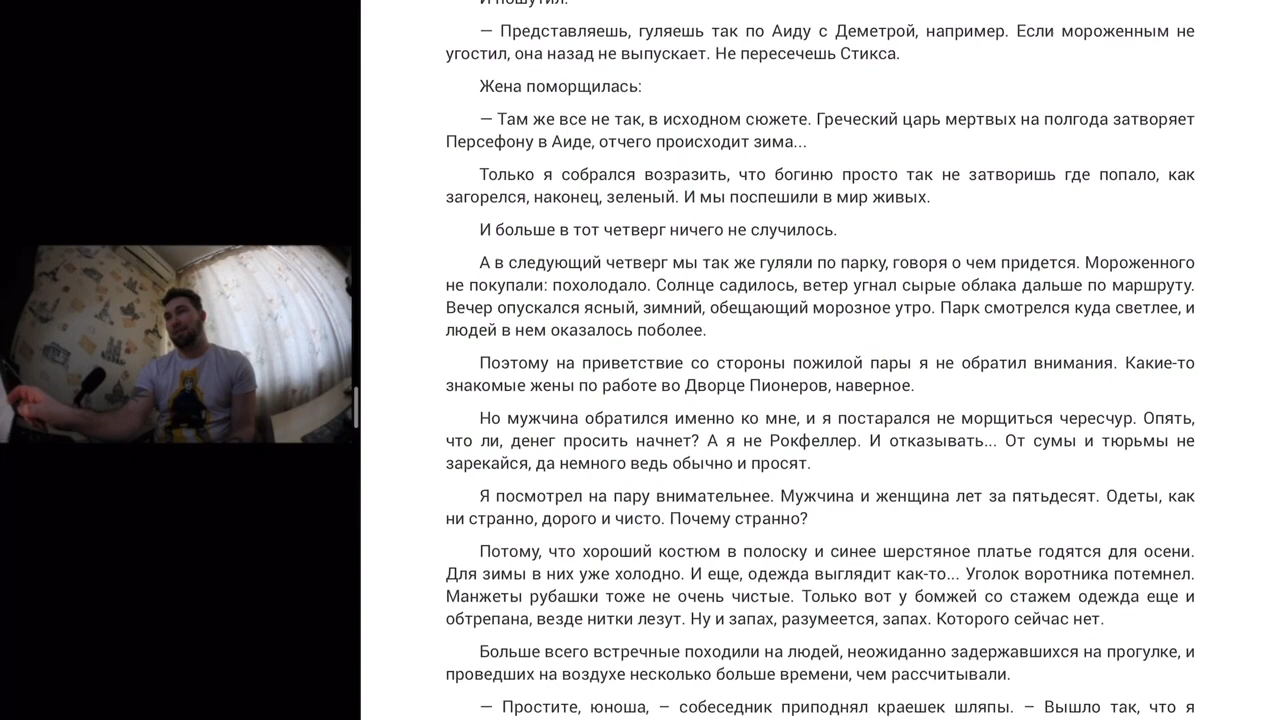 И пошутил:
— Представляешь, гуляешь так по Аиду с Деметрой, например. Если мороженным не
угостил, она назад не выпускает. Не пересечешь Стикса.
Жена поморщилась:
— Там же все не так, в исходном сюжете. Греческий царь мертвых на полгода затворяет
Персефону в Аиде, отчего происходит зима...
Только я собрался возразить, что богиню просто так не затворишь где попало, как
загорелся, наконец, зеленый. И мы поспешили в мир живых.
И больше в тот четверг ничего не случилось.
А в следующий четверг мы так же гуляли по парку, говоря о чем придется. Мороженного
не покупали: похолодало. Солнце садилось, ветер угнал сырые облака дальше по маршруту.
Вечер опускался ясный, зимний, обещающий морозное утро. Парк смотрелся куда светлее, и
людей в нем оказалось поболее.
Поэтому на приветствие со стороны пожилой пары я не обратил внимания. Какие-то
знакомые жены по работе во Дворце Пионеров, наверное.
Но мужчина обратился именно ко мне, и я постарался не морщиться чересчур. Опять,
что ли, денег просить начнет? А я не Рокфеллер. И отказывать... От сумы и тюрьмы не
зарекайся, да немного ведь обычно и просят.
Я посмотрел на пару внимательнее. Мужчина и женщина лет за пятьдесят. Одеты, как
ни странно, дорого и чисто. Почему странно?
Потому, что хороший костюм в полоску и синее шерстяное платье годятся для осени.
Для зимы в них уже холодно. И еще, одежда выглядит как-то... Уголок воротника потемнел.
Манжеты рубашки тоже не очень чистые. Только вот у бомжей со стажем одежда еще и
обтрепана, везде нитки лезут. Ну и запах, разумеется, запах. Которого сейчас нет.
Больше всего встречные походили на людей, неожиданно задержавшихся на прогулке, и
проведших на воздухе несколько больше времени, чем рассчитывали.
— Простите, юноша, – собеседник приподнял краешек шляпы. – Вышло так, что я